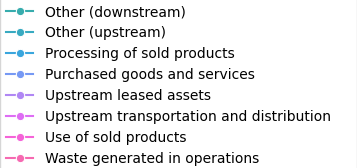 Other (downstream)
Other (upstream)
Processing of sold products
Purchased goods and services
Upstream leased assets
Upstream transportation and distribution
Use of sold products
Waste generated in operations